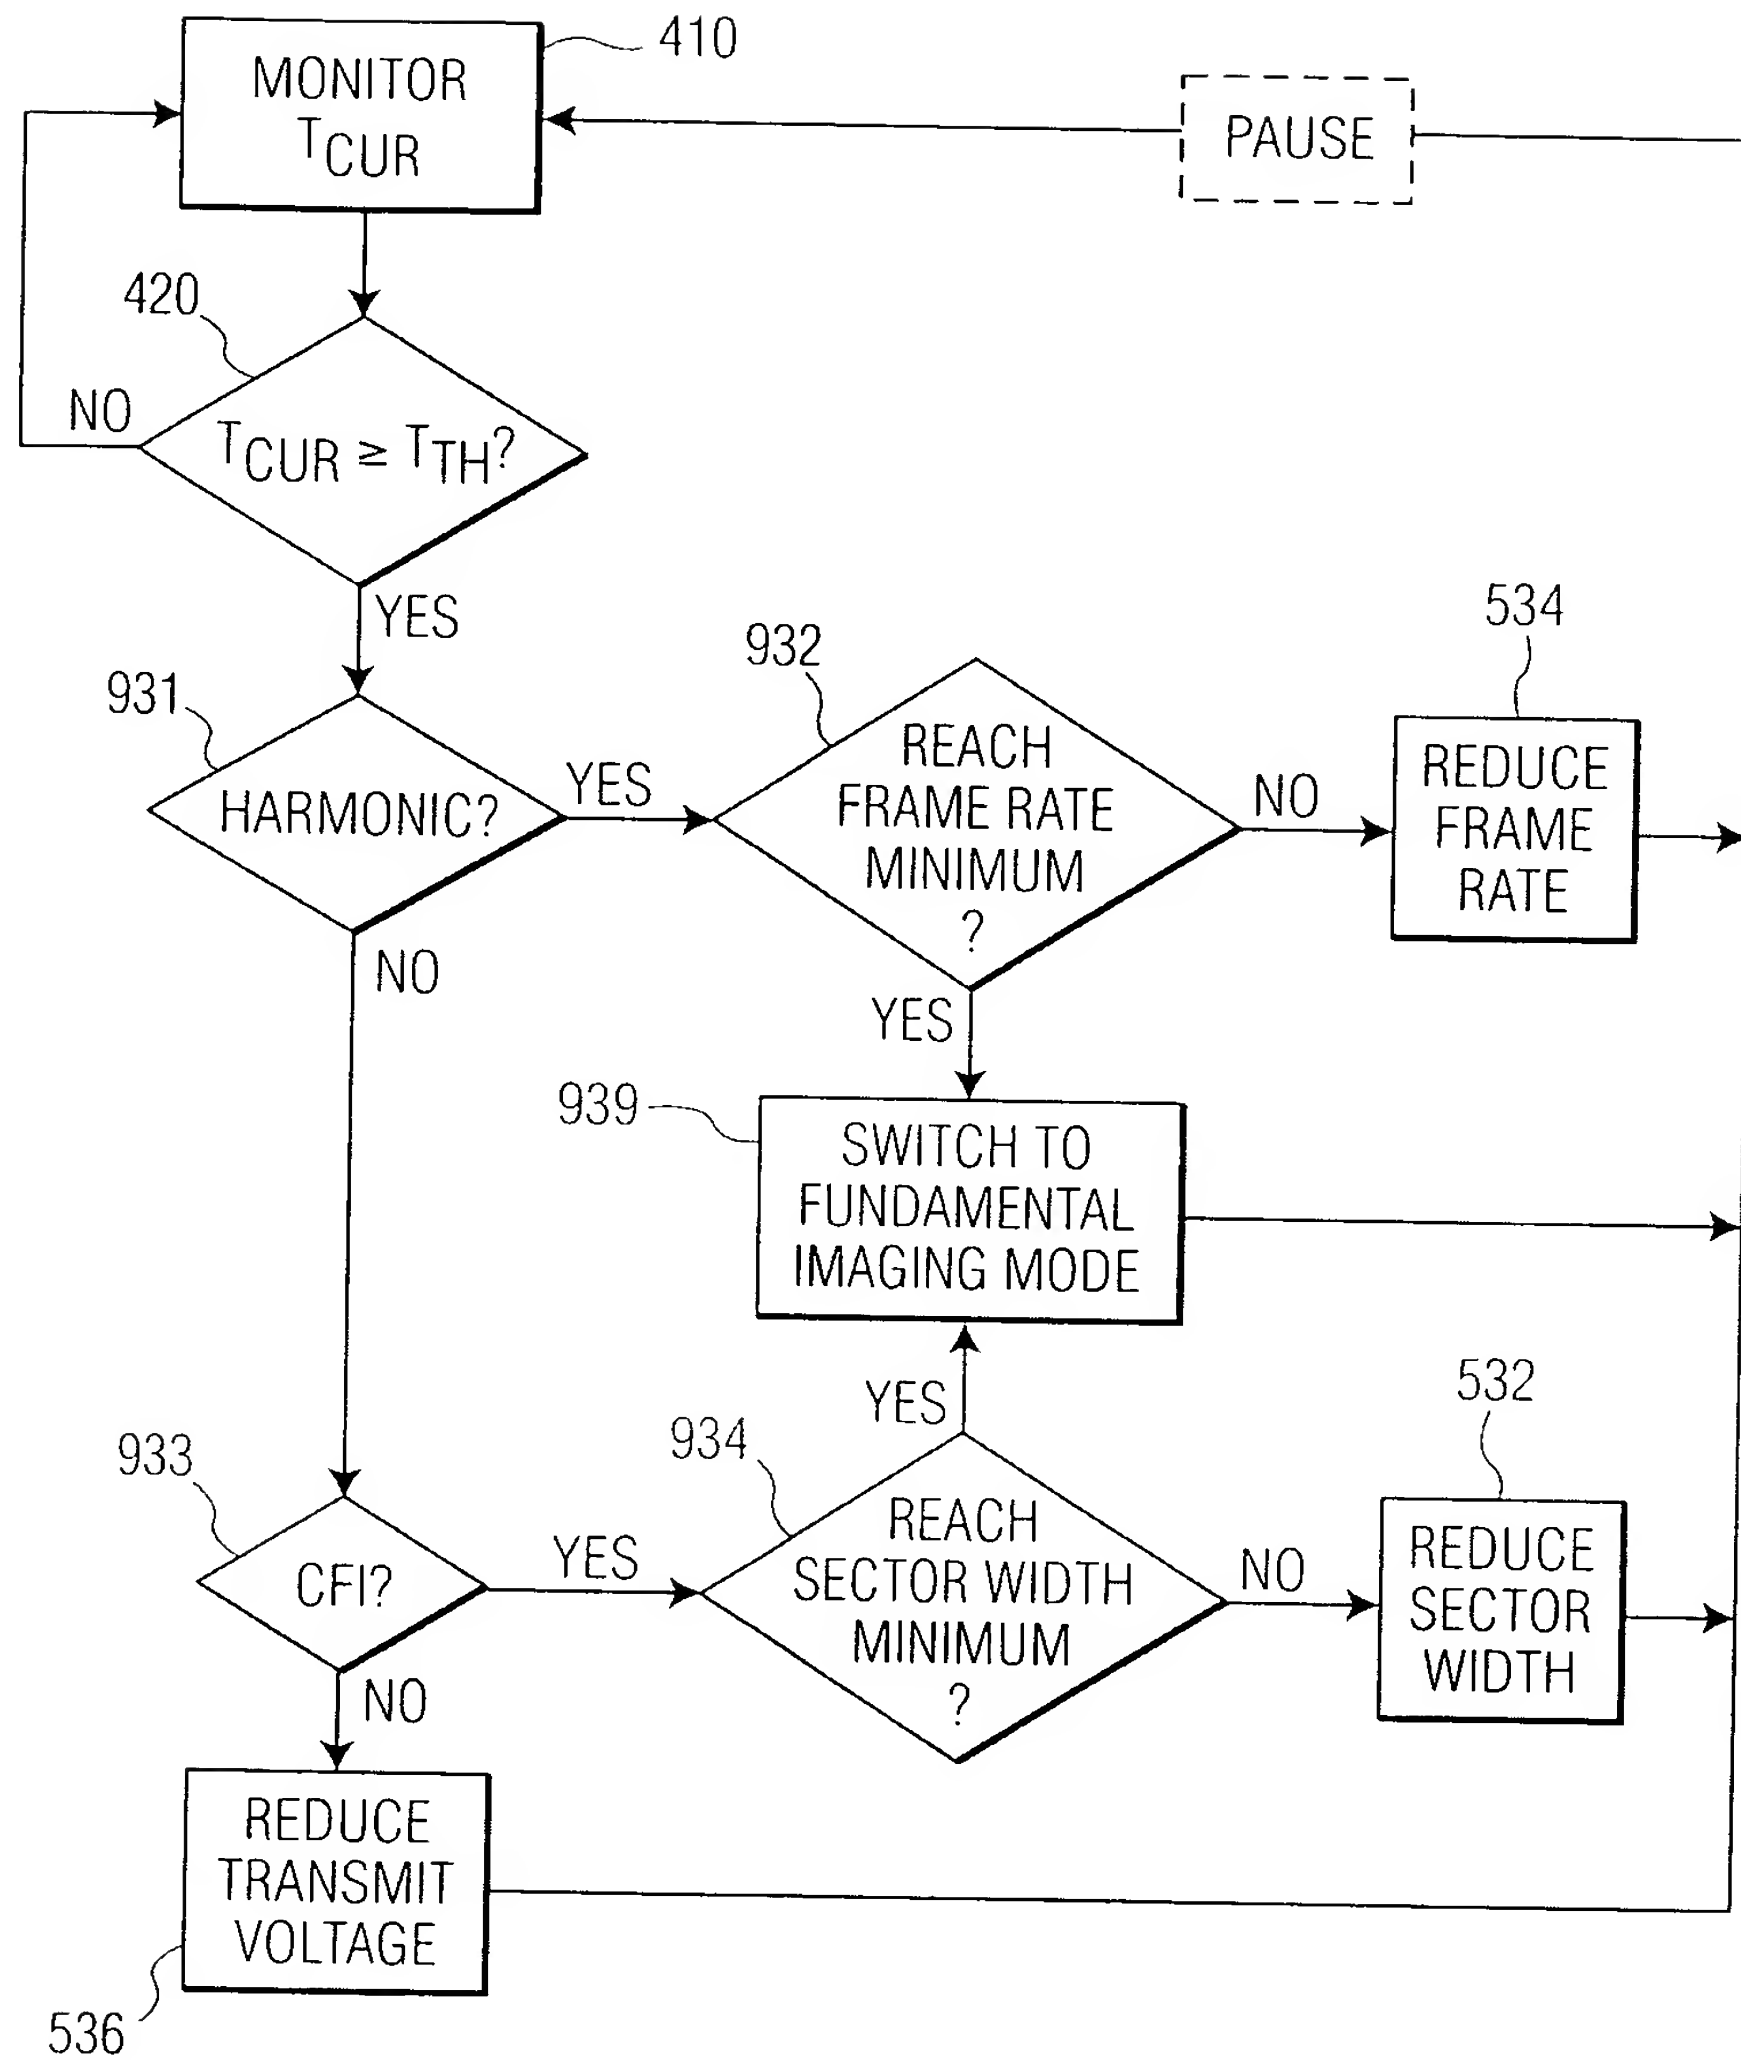 410
MONITOR
TCUR
PAUSE
420
NO
TCUR ≥ TTH?
YES
931
HARMONIC?
YES
NO
932
REACH
FRAME RATE
MINIMUM
?
NO
534
REDUCE
FRAME
RATE
YES
939
SWITCH TO
FUNDAMENTAL
IMAGING MODE
YES
933
CFI?
YES
NO
934
REACH
SECTOR WIDTH
MINIMUM
?
NO
532
REDUCE
SECTOR
WIDTH
REDUCE
TRANSMIT
VOLTAGE
536